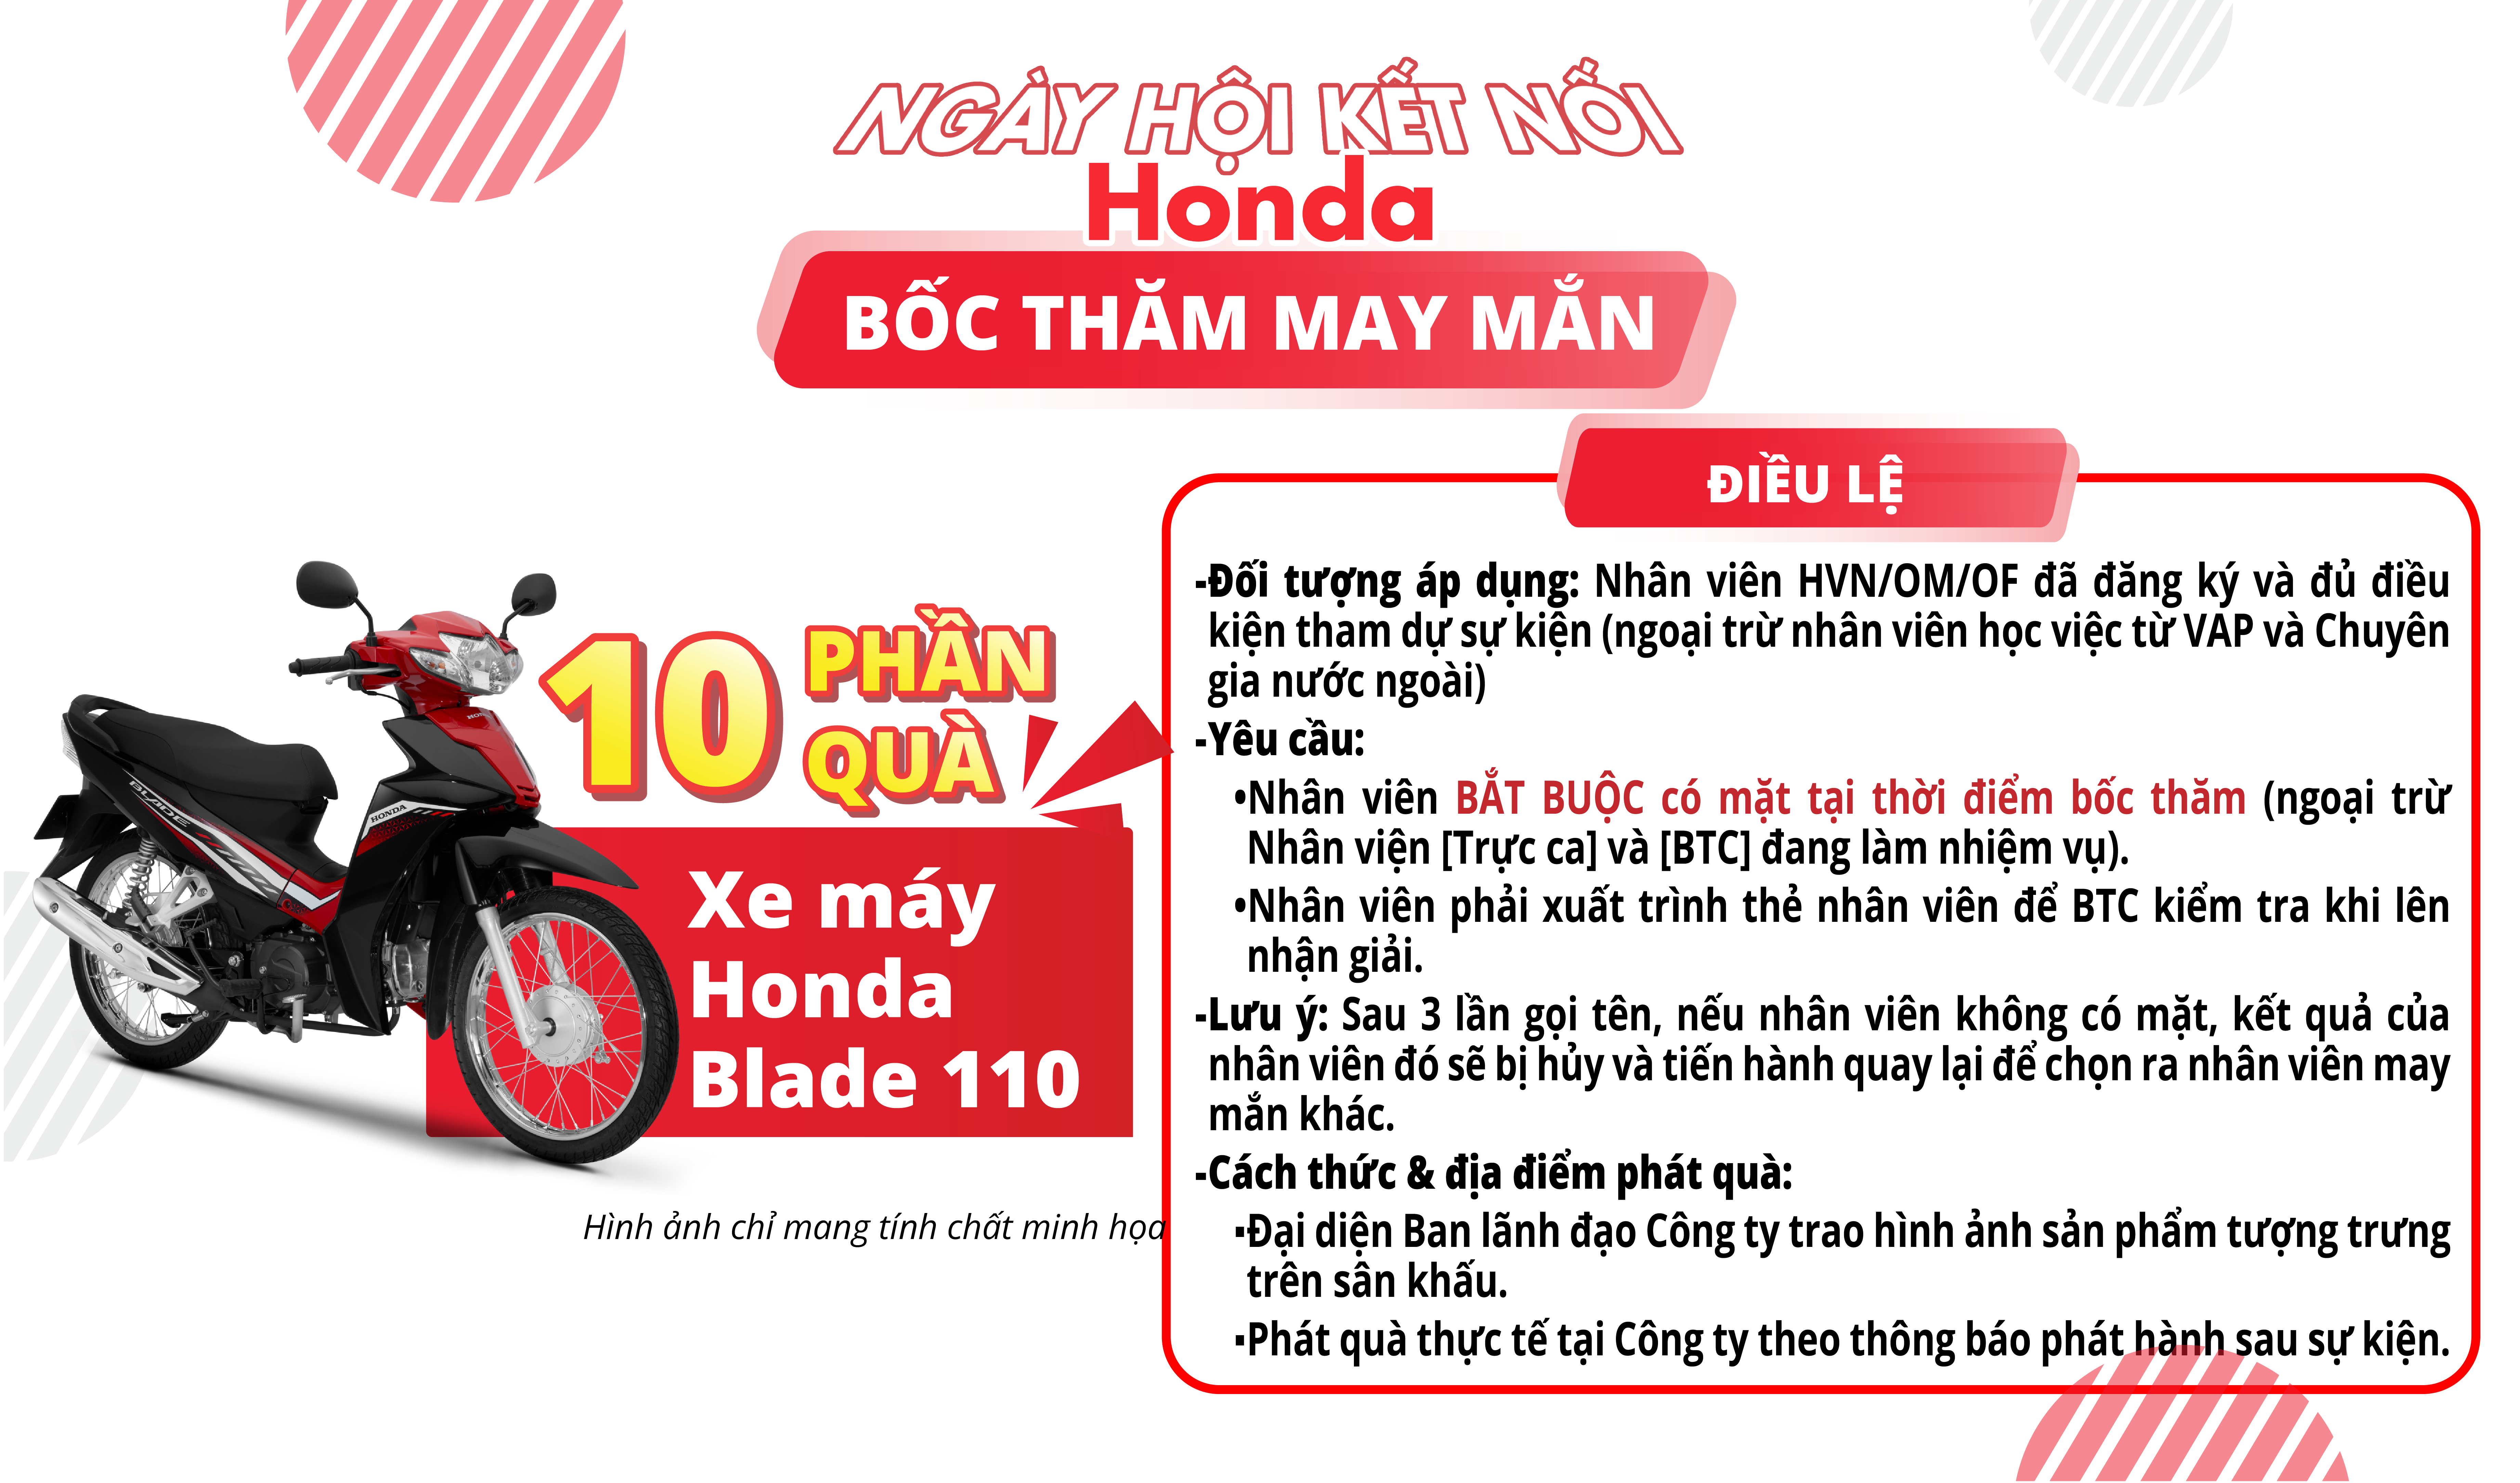 NGÀY HỘI KẾT NỐI
Honda
BỐC THĂM MAY MẮN
ĐIỀU LỆ
-Đối tượng áp dụng: Nhân viên HVN/OM/OF đã đăng ký và đủ điều
kiện tham dự sự kiện (ngoại trừ nhân viên học việc từ VAP và Chuyên
gia nước ngoài)
-Yêu cầu:
•Nhân viên BẮT BUỘC có mặt tại thời điểm bốc thăm (ngoại trừ
Nhân viện [Trực ca] và [BTC] đang làm nhiệm vụ).
•Nhân viên phải xuất trình thẻ nhân viên để BTC kiểm tra khi lên
nhận giải.
-Lưu ý: Sau 3 lần gọi tên, nếu nhân viên không có mặt, kết quả của
nhân viên đó sẽ bị hủy và tiến hành quay lại để chọn ra nhân viên may
mắn khác.
-Cách thức & địa điểm phát quà:
▪Đại diện Ban lãnh đạo Công ty trao hình ảnh sản phẩm tượng trưng
trên sân khấu.
▪Phát quà thực tế tại Công ty theo thông báo phát hành sau sự kiện.
10 PHẦN
QUÀ
Xe máy
Honda
Blade 110
HONDA
HONDA
BLADE
Hình ảnh chỉ mang tính chất minh họa